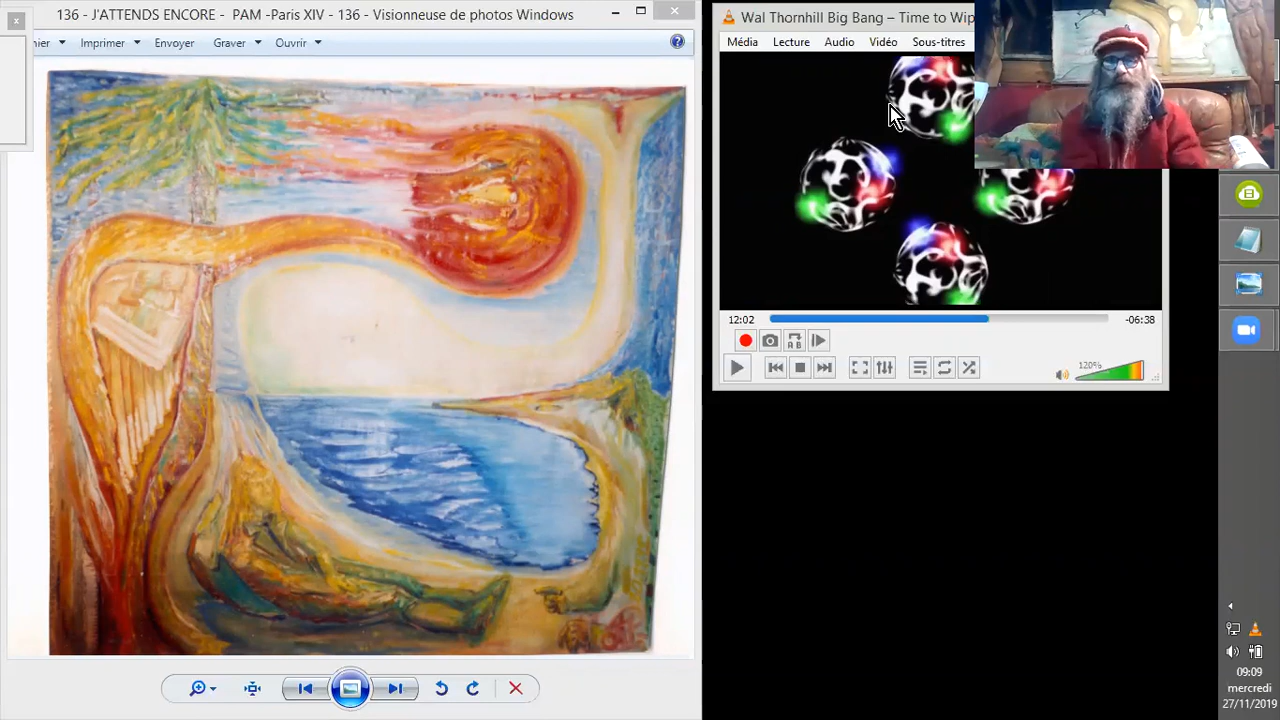 136 - J'ATTENDS ENCORE - PAM -Paris XIV - 136 - Visionneuse de photos Windows
Imprimer Envoyer Graver Ouvrir
Wal Thornhill Big Bang – Time to Wip
Média Lecture Audio Vidéo Sous-titres
12:02 -06:38
A B
120%
09:09
mercredi
27/11/2019